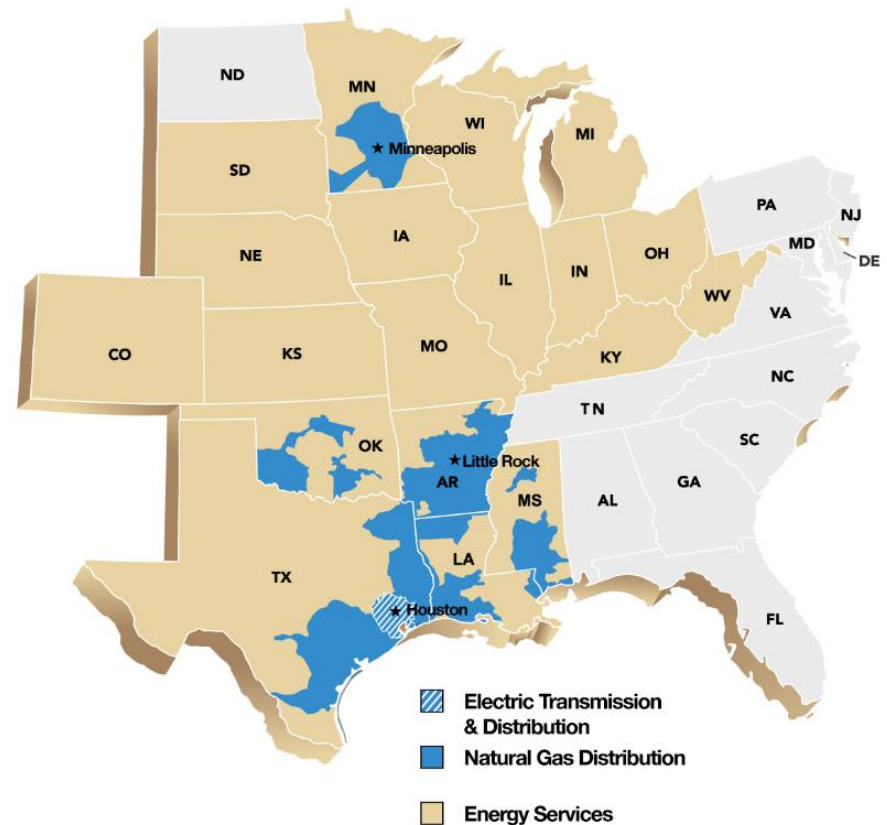 ND
MN
Minneapolis
WI
MI
SD
PA
NJ
IA
NE
MD
OH
DE
IL
IN
WV
VA
CO
KS
MO
KY
NC
TN
OK
SC
Little Rock
AR
MS
AL
GA
LA
TX
Houston
FL
Electric Transmission
& Distribution
Natural Gas Distribution
Energy Services